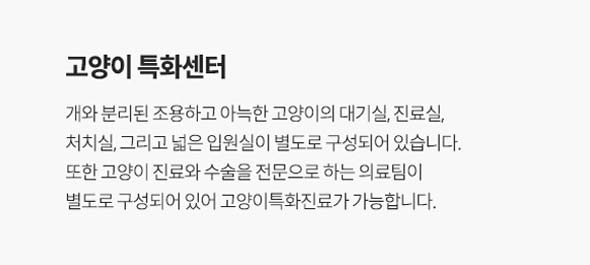 고양이 특화센터
개와 분리된 조용하고 아늑한 고양이의 대기실, 진료실,
처치실, 그리고 넓은 입원실이 별도로 구성되어 있습니다.
또한 고양이 진료와 수술을 전문으로 하는 의료팀이
별도로 구성되어 있어 고양이특화진료가 가능합니다.